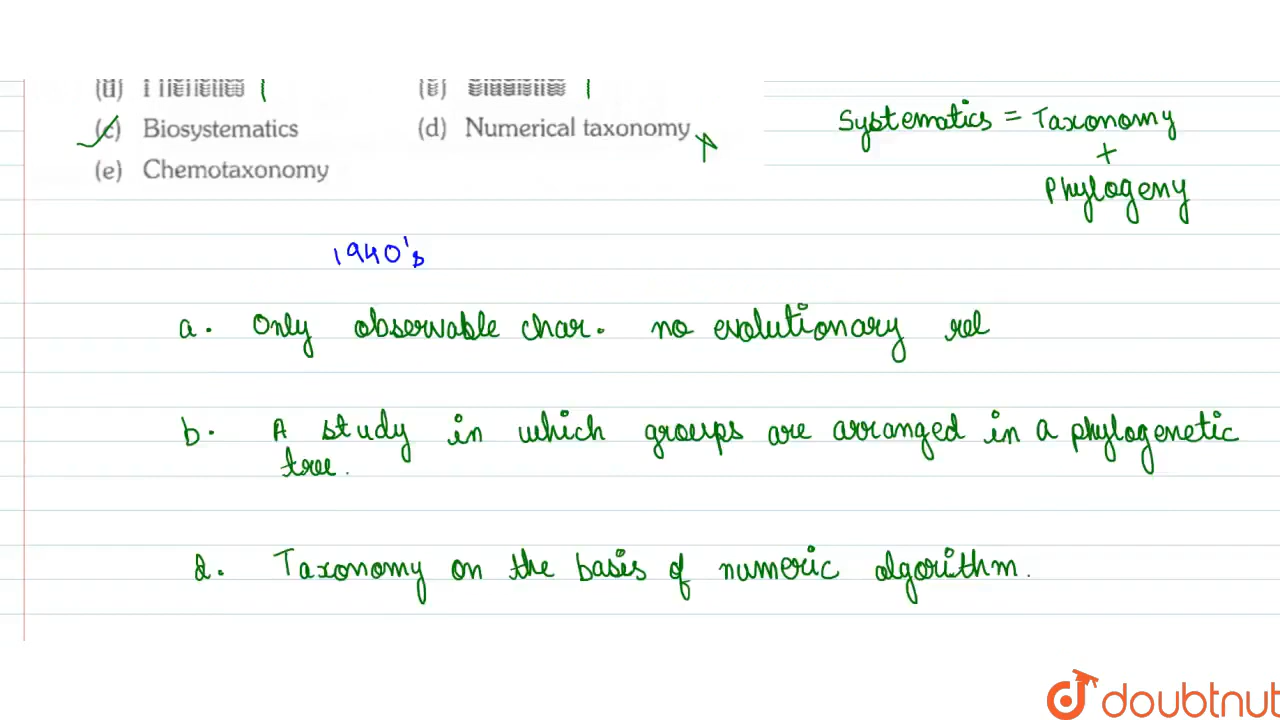 (c) Biosystematics (d) Numerical taxonomy
(e) Chemotaxonomy
Systematics = Taxonomy
+
Phylogeny
1940's
a. Only observable char. no evolutionary rel
b. A study in which groups are arranged in a phylogenetic
tree.
d. Taxonomy on the basis of numeric algorithm.
doubtnut